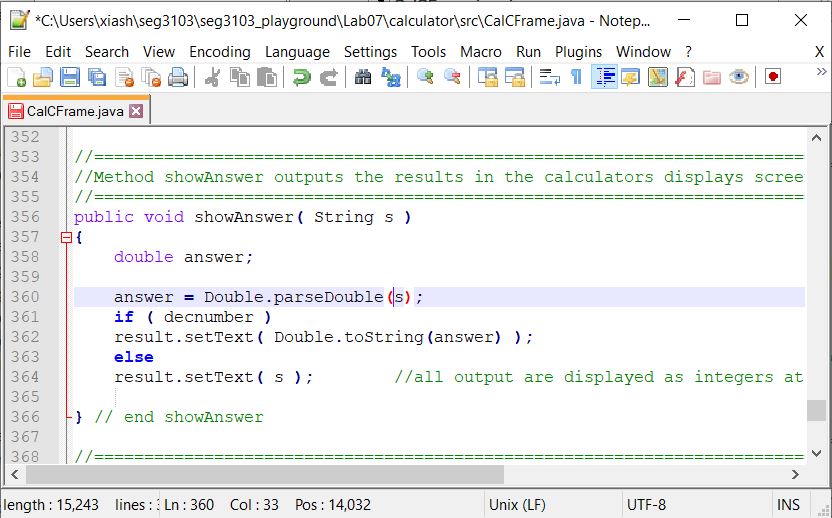 *C:\Users\xiash\seg3103\seg3103_playground\Lab07\calculator\src\CalCFrame.java - Notep...
File Edit Search View Encoding Language Settings Tools Macro Run Plugins Window ? X
CalCFrame.java
352
353 //=========================================================================
354 //Method showAnswer outputs the results in the calculators displays scree
355 //=========================================================================
356 public void showAnswer( String s )
357 {
358     double answer;
359
360     answer = Double.parseDouble(s);
361     if ( decnumber )
362     result.setText( Double.toString(answer) );
363     else
364     result.setText( s );        //all output are displayed as integers at
365
366 } // end showAnswer
367
368 //=========================================================================
length : 15,243 lines : Ln : 360 Col : 33 Pos : 14,032 Unix (LF) UTF-8 INS